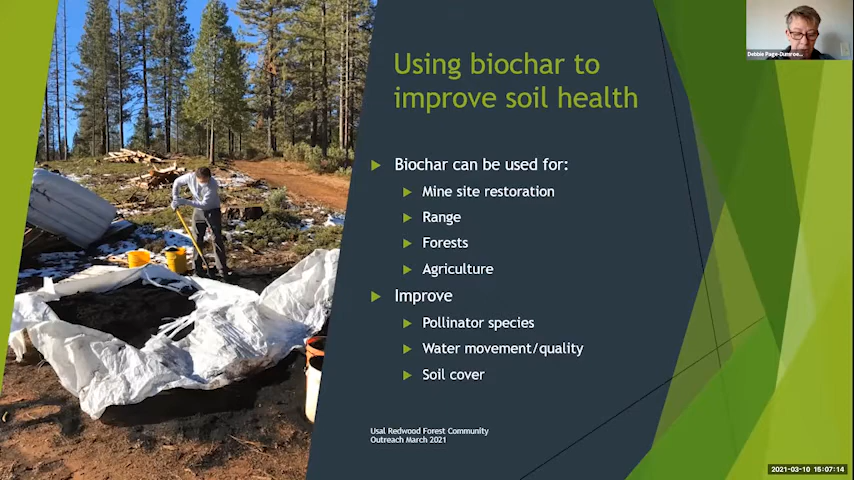 Using biochar to
improve soil health
Biochar can be used for:
Mine site restoration
Range
Forests
Agriculture
Improve
Pollinator species
Water movement/quality
Soil cover
Usal Redwood Forest Community
Outreach March 2021
Debbie Page-Dumroe...
2021-03-10 15:07:14